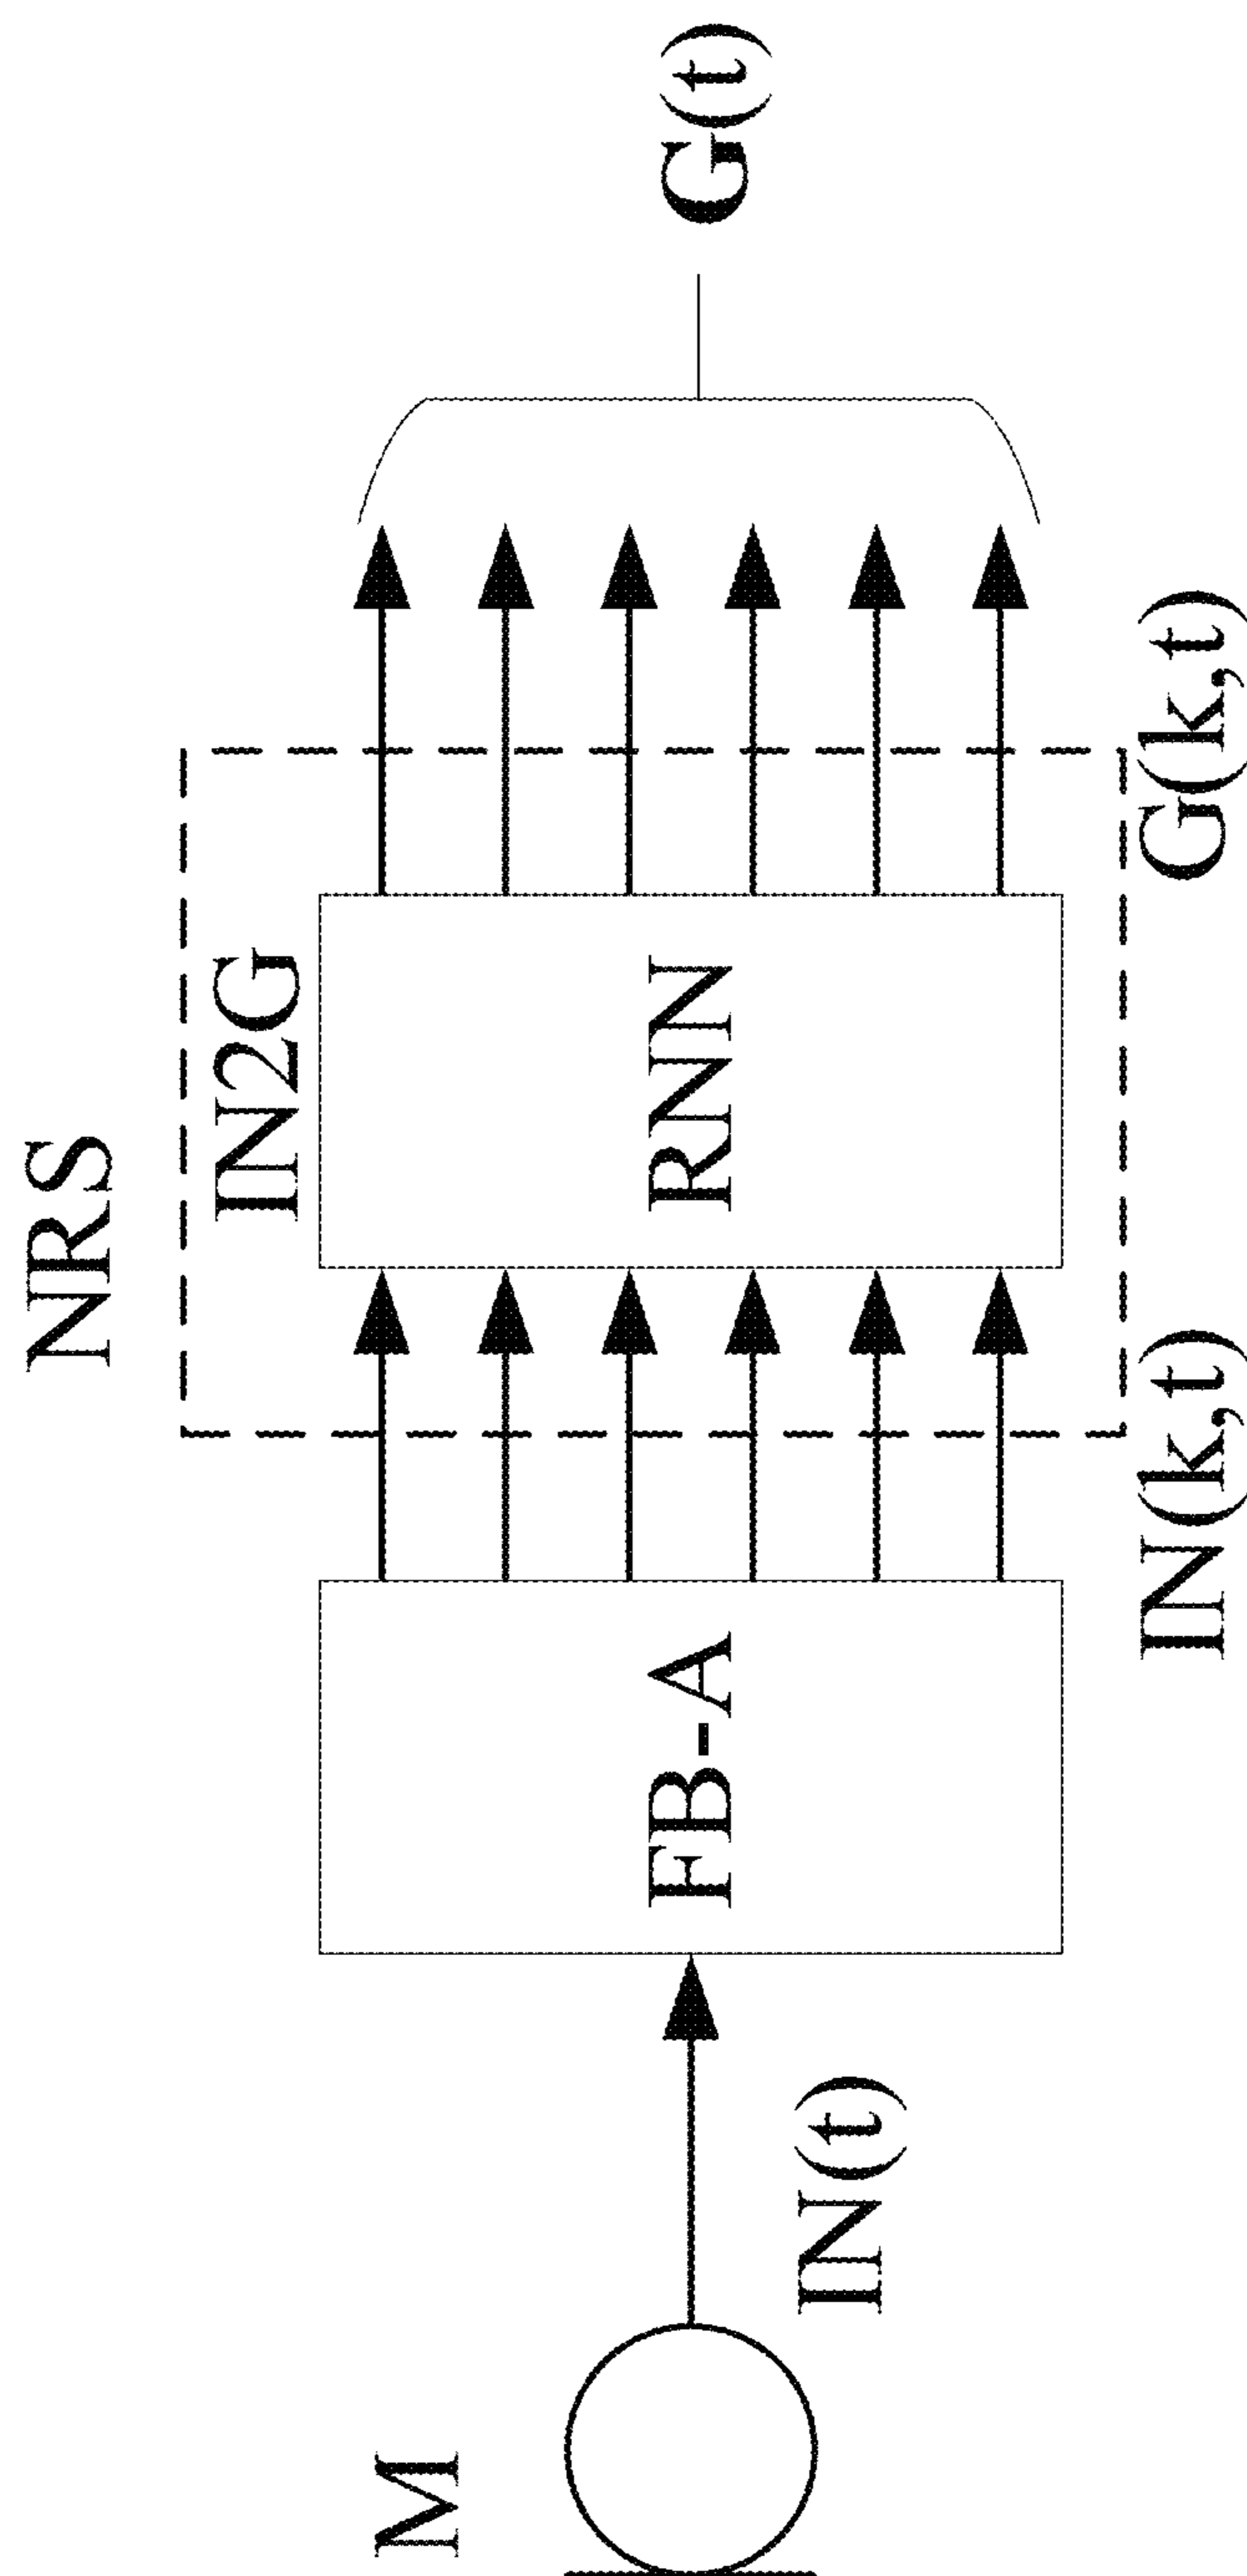 NRS
M
IN(t)
FB-A
IN(k,t)
IN2G
RNN
G(k,t)
G(t)